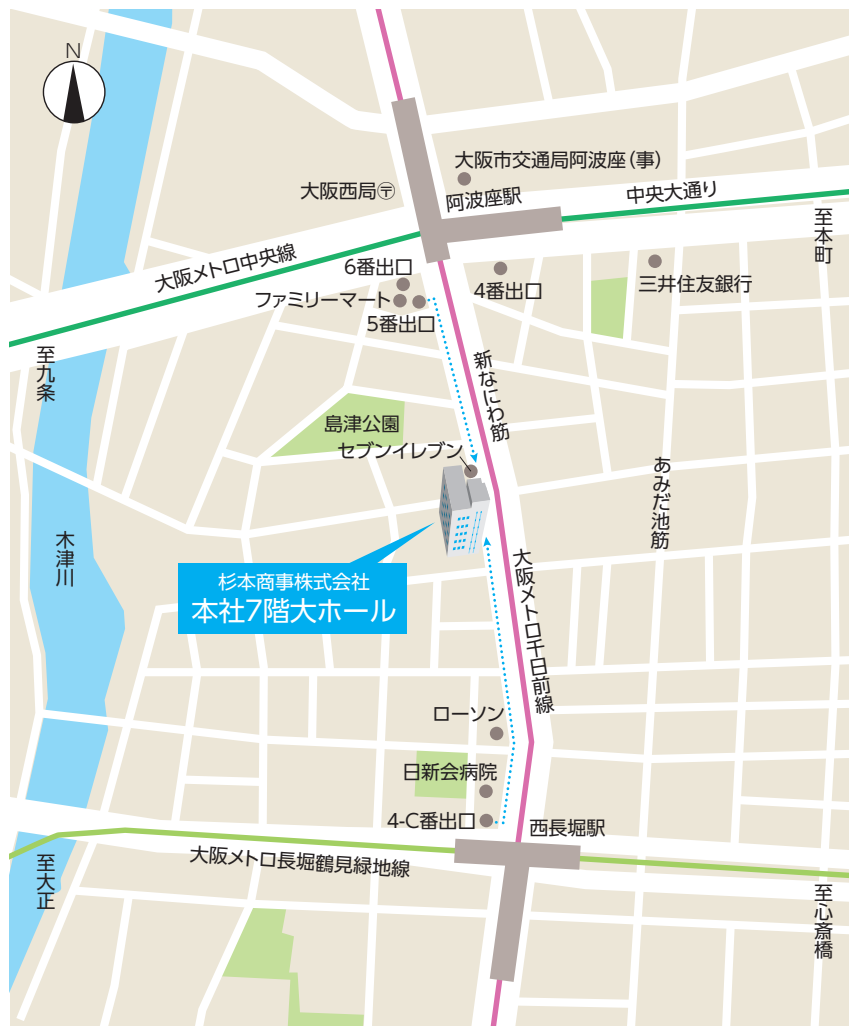 N
大阪市交通局阿波座(事)
大阪西局〶
阿波座駅
中央大通り
至本町
大阪メトロ中央線
6番出口
4番出口
三井住友銀行
ファミリーマート
5番出口
至九条
新なにわ筋
島津公園
セブンイレブン
あみだ池筋
木津川
杉本商事株式会社
本社7階大ホール
大阪メトロ千日前線
ローソン
日新会病院
4-C番出口
西長堀駅
大阪メトロ長堀鶴見緑地線
至大正
至心斎橋